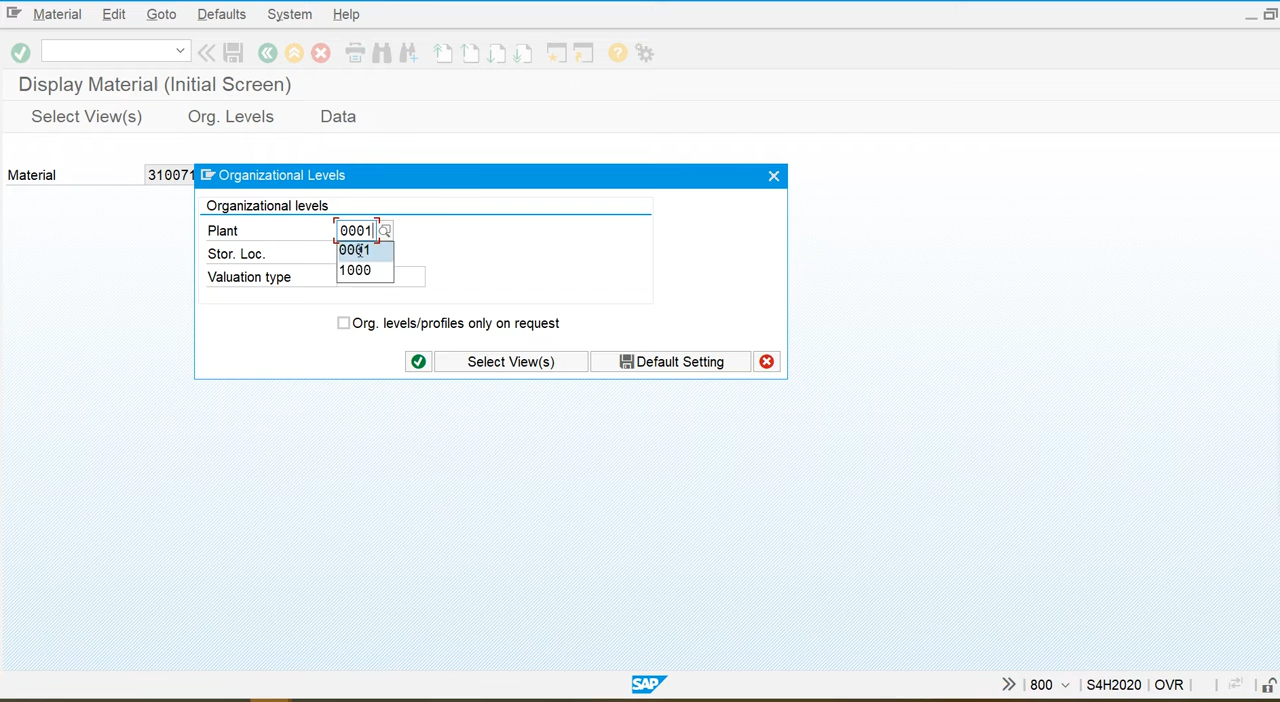 Material Edit Goto Defaults System Help
Display Material (Initial Screen)
Select View(s) Org. Levels Data
Material 310071
Organizational Levels
Organizational levels
Plant 0001
0001
Stor. Loc.
1000
Valuation type
Org. levels/profiles only on request
Select View(s) Default Setting
SAP 800 S4H2020 OVR